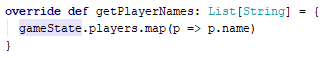 override def getPlayerNames: List[String] = {
  gameState.players.map(p => p.name)
}